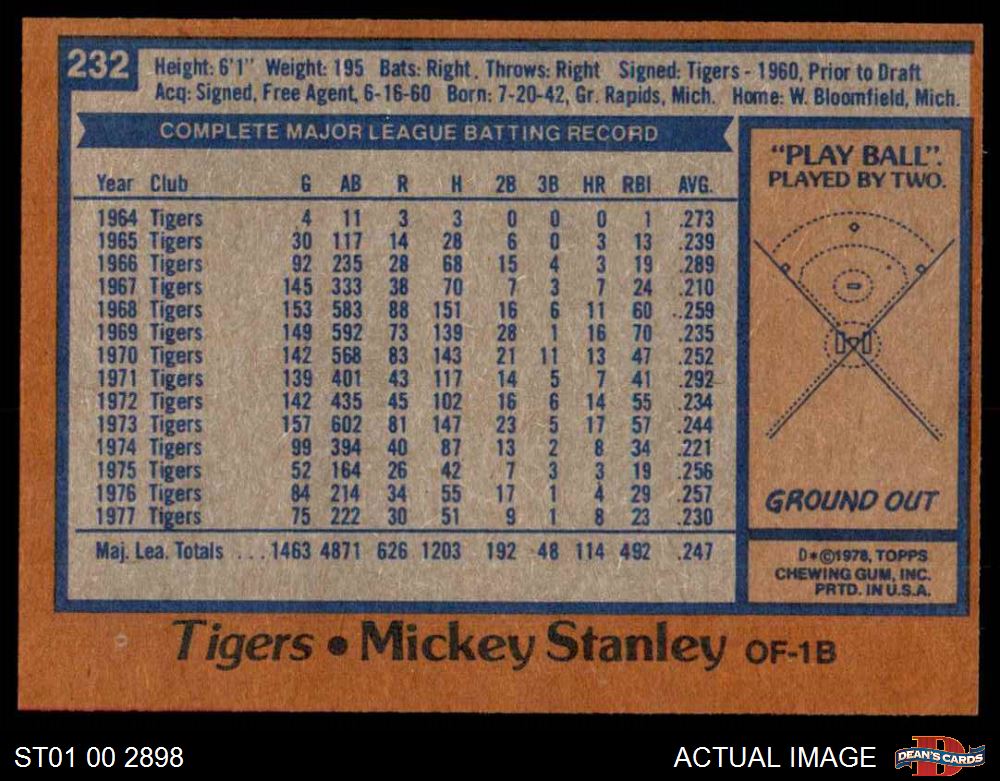 232
Height: 6'1" Weight: 195 Bats: Right, Throws: Right Signed: Tigers - 1960, Prior to Draft
Acq: Signed, Free Agent, 6-16-60 Born: 7-20-42, Gr. Rapids, Mich. Home: W. Bloomfield, Mich.
COMPLETE MAJOR LEAGUE BATTING RECORD
Year Club G AB R H 2B 3B HR RBI AVG.
1964 Tigers 4 11 3 3 0 0 0 1 .273
1965 Tigers 30 117 14 28 6 0 3 13 .239
1966 Tigers 92 235 28 68 15 4 3 19 .289
1967 Tigers 145 333 38 70 7 3 7 24 .210
1968 Tigers 153 583 88 151 16 6 11 60 .259
1969 Tigers 149 592 73 139 28 1 16 70 .235
1970 Tigers 142 568 83 143 21 11 13 47 .252
1971 Tigers 139 401 43 117 14 5 7 41 .292
1972 Tigers 142 435 45 102 16 6 14 55 .234
1973 Tigers 157 602 81 147 23 5 17 57 .244
1974 Tigers 99 394 40 87 13 2 8 34 .221
1975 Tigers 52 164 26 42 7 3 3 19 .256
1976 Tigers 84 214 34 55 17 1 4 29 .257
1977 Tigers 75 222 30 51 9 1 8 23 .230
Maj. Lea. Totals ...1463 4871 626 1203 192 48 114 492 .247
"PLAY BALL".
PLAYED BY TWO.
GROUND OUT
D*©1978, TOPPS
CHEWING GUM, INC.
PRTD. IN U.S.A.
Tigers • Mickey Stanley OF-1B
ST01 00 2898
ACTUAL IMAGE
D
DEAN'S CARDS